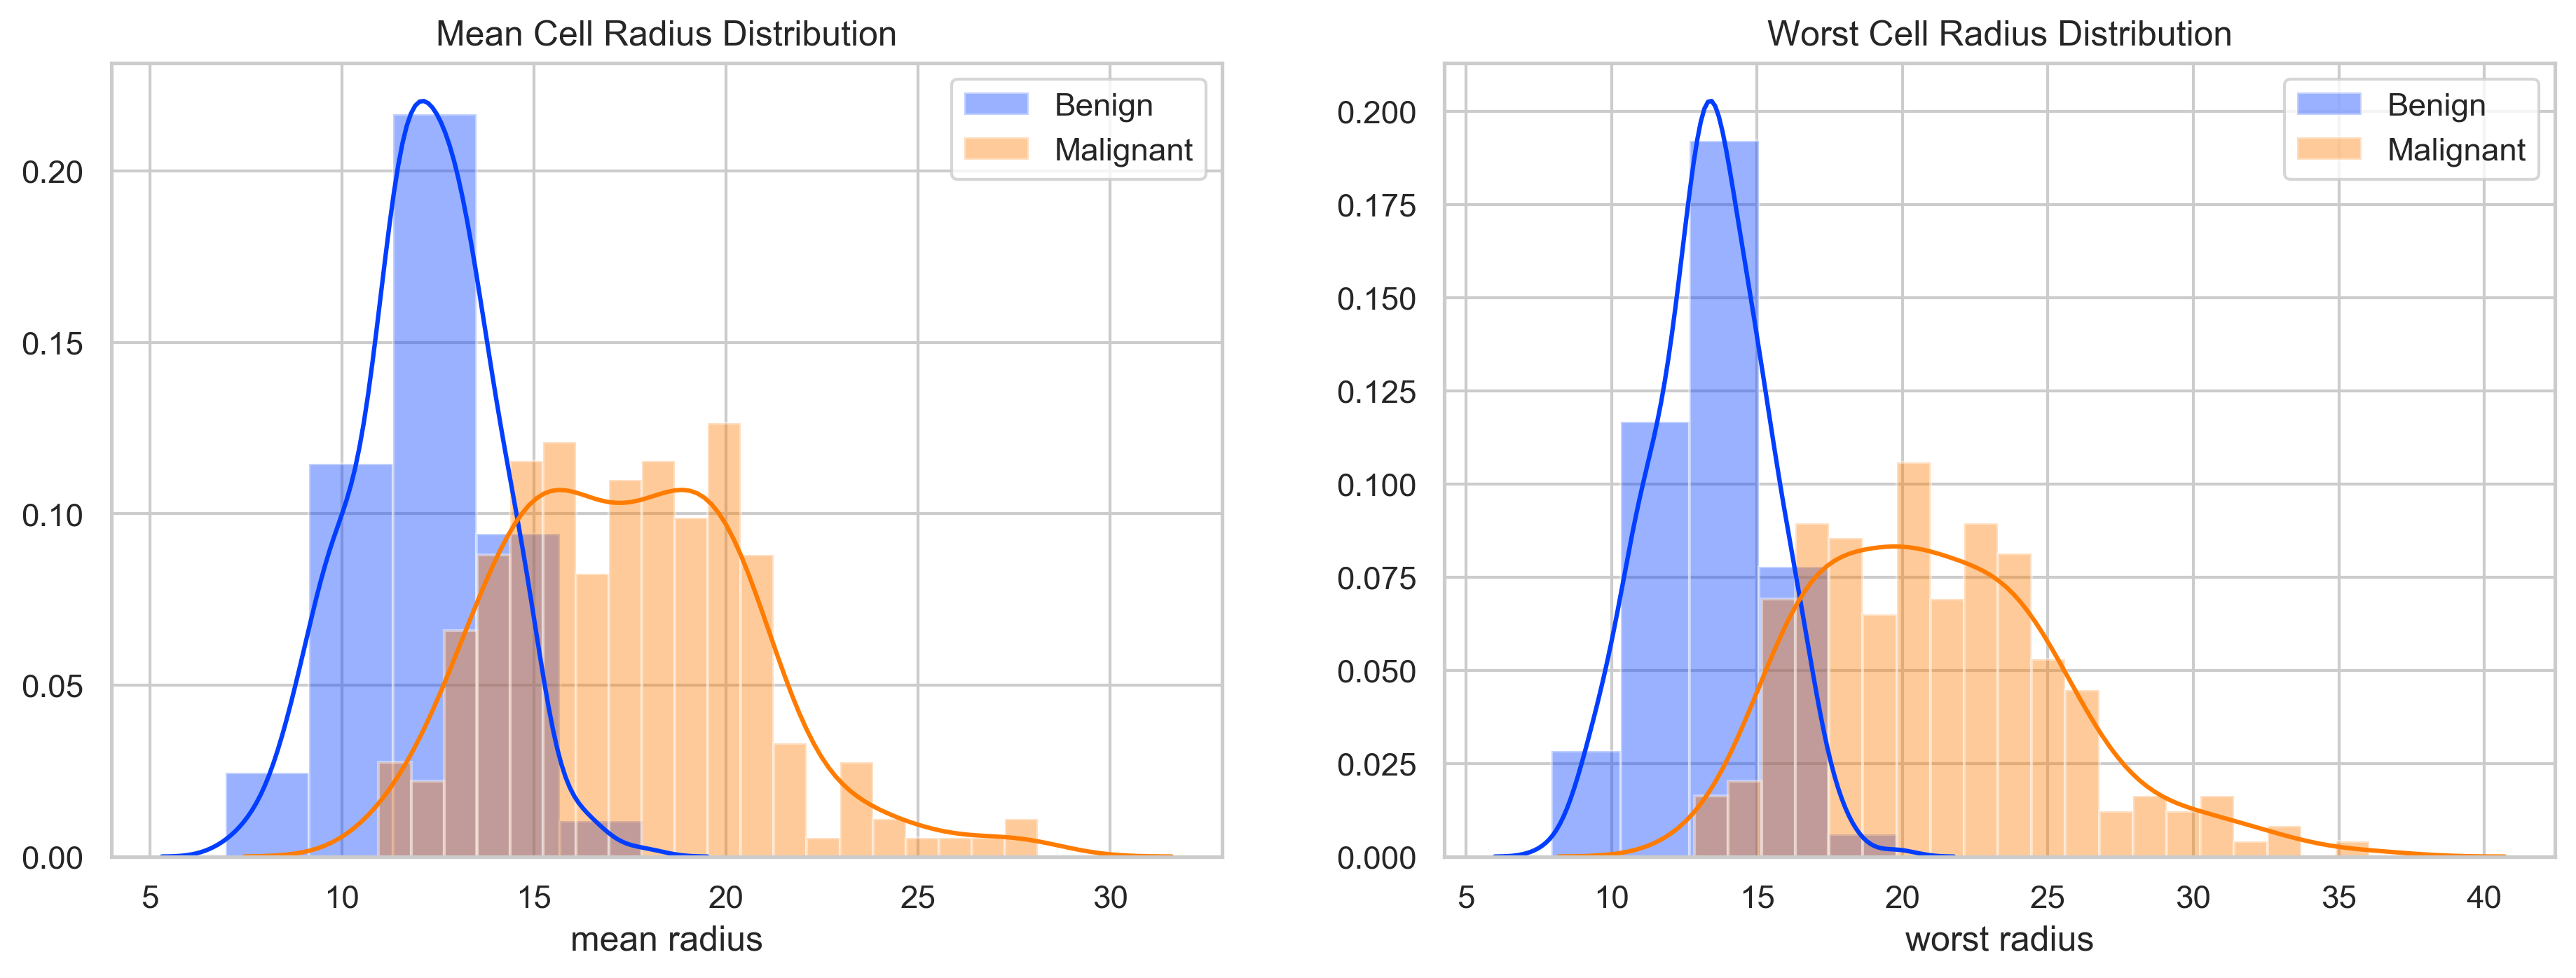 Mean Cell Radius Distribution
Benign
Malignant
0.20
0.15
0.10
0.05
0.00
5 10 15 20 25 30
mean radius
Worst Cell Radius Distribution
Benign
Malignant
0.200
0.175
0.150
0.125
0.100
0.075
0.050
0.025
0.000
5 10 15 20 25 30 35 40
worst radius